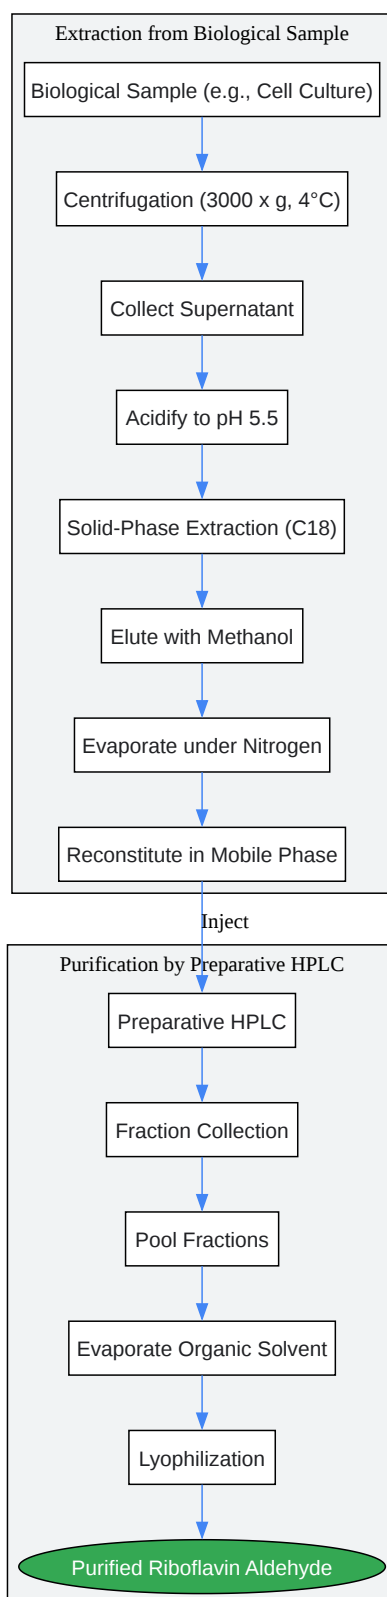 Extraction from Biological Sample
Biological Sample (e.g., Cell Culture)
Centrifugation (3000 x g, 4°C)
Collect Supernatant
Acidify to pH 5.5
Solid-Phase Extraction (C18)
Elute with Methanol
Evaporate under Nitrogen
Reconstitute in Mobile Phase
Inject
Purification by Preparative HPLC
Preparative HPLC
Fraction Collection
Pool Fractions
Evaporate Organic Solvent
Lyophilization
Purified Riboflavin Aldehyde